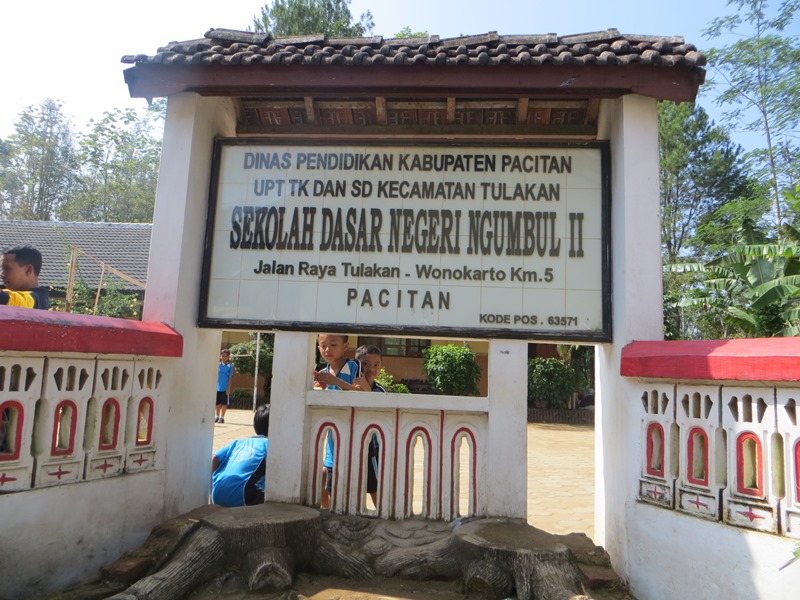 DINAS PENDIDIKAN KABUPATEN PACITAN
UPT TK DAN SD KECAMATAN TULAKAN
SEKOLAH DASAR NEGERI NGUMBUL II
Jalan Raya Tulakan - Wonokarto Km.5
PACITAN
KODE POS . 63571